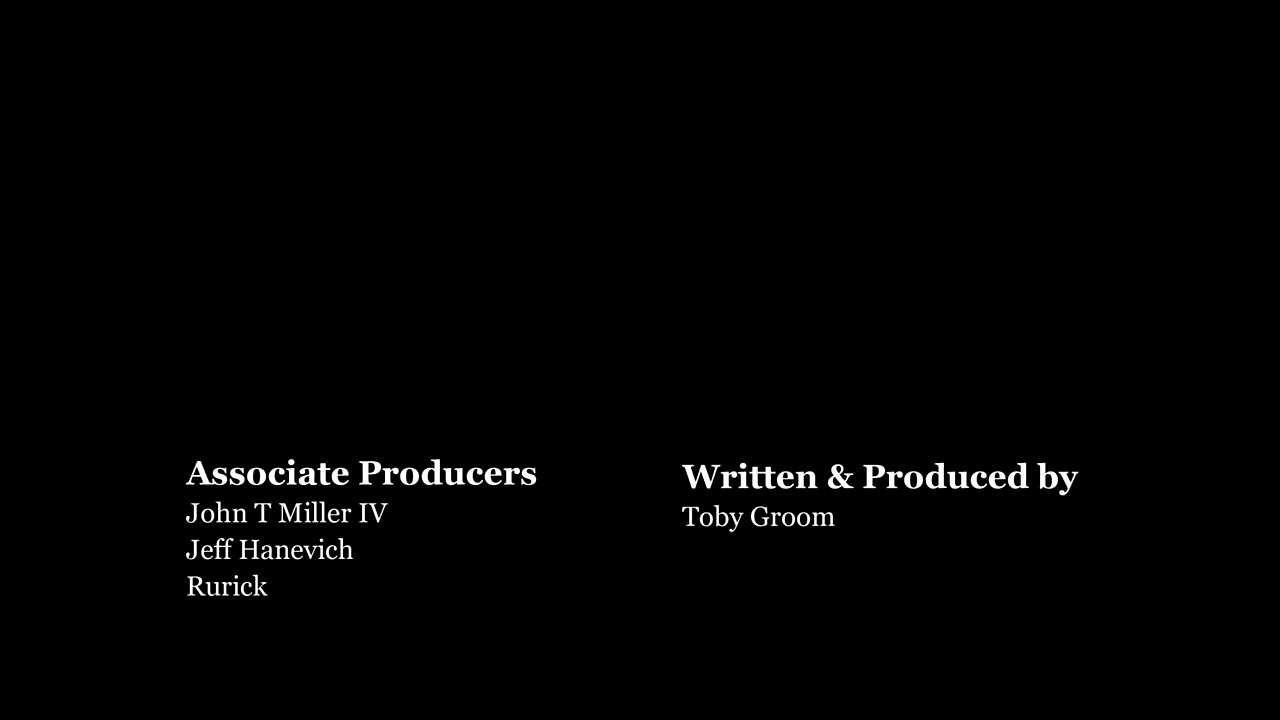 Associate Producers
John T Miller IV
Jeff Hanevich
Rurick
Written & Produced by
Toby Groom